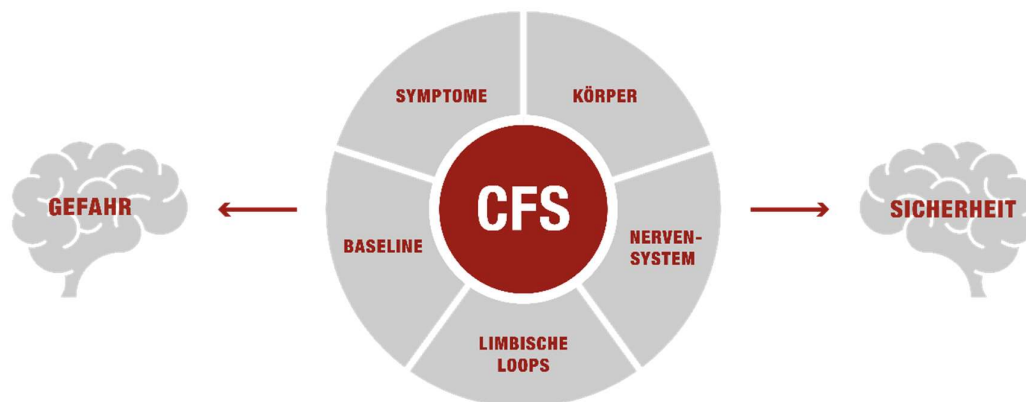 SYMPTOME
KÖRPER
GEFAHR
CFS
SICHERHEIT
BASELINE
NERVEN-
SYSTEM
LIMBISCHE
LOOPS